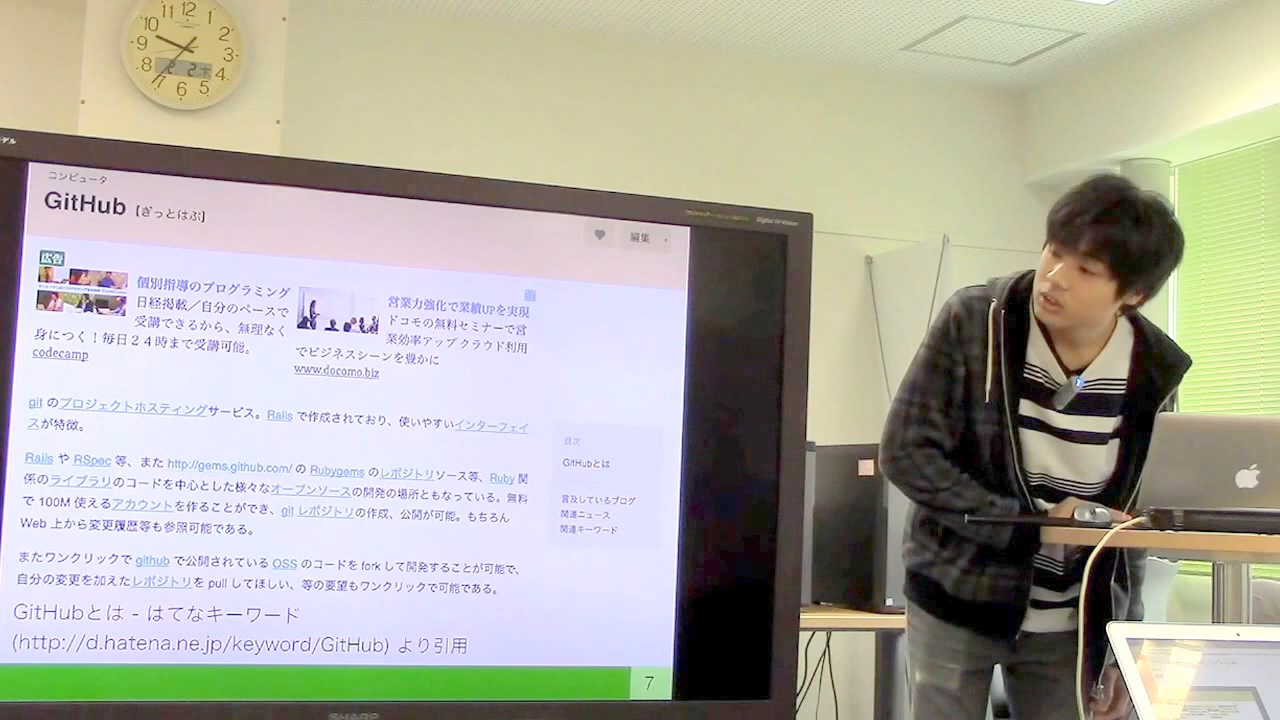 12
11
1
10
2
9
3
8
4
7
5
6
2 2 木
コンピュータ
GitHub【ぎっとはぶ】
編集
広告
個別指導のプログラミング
日経掲載／自分のペースで
受講できるから、無理なく
身につく！毎日２４時まで受講可能。
codecamp
営業力強化で業績UPを実現
ドコモの無料セミナーで営
業効率アップ クラウド利用
でビジネスシーンを豊かに
www.docomo.biz
git のプロジェクトホスティングサービス。Rails で作成されており、使いやすいインターフェイ
スが特徴。
Rails や RSpec 等、また http://gems.github.com/ の Rubygems のレポジトリソース等、Ruby 関
係のライブラリのコードを中心とした様々なオープンソースの開発の場所ともなっている。無料
で 100M 使えるアカウントを作ることができ、git レポジトリの作成、公開が可能。もちろん
Web 上から変更履歴等も参照可能である。
またワンクリックで github で公開されている OSS のコードを fork して開発することが可能で、
自分の変更を加えたレポジトリを pull してほしい、等の要望もワンクリックで可能である。
目次
GitHubとは
言及しているブログ
関連ニュース
関連キーワード
GitHubとは - はてなキーワード
(http://d.hatena.ne.jp/keyword/GitHub) より引用
7
SHARP